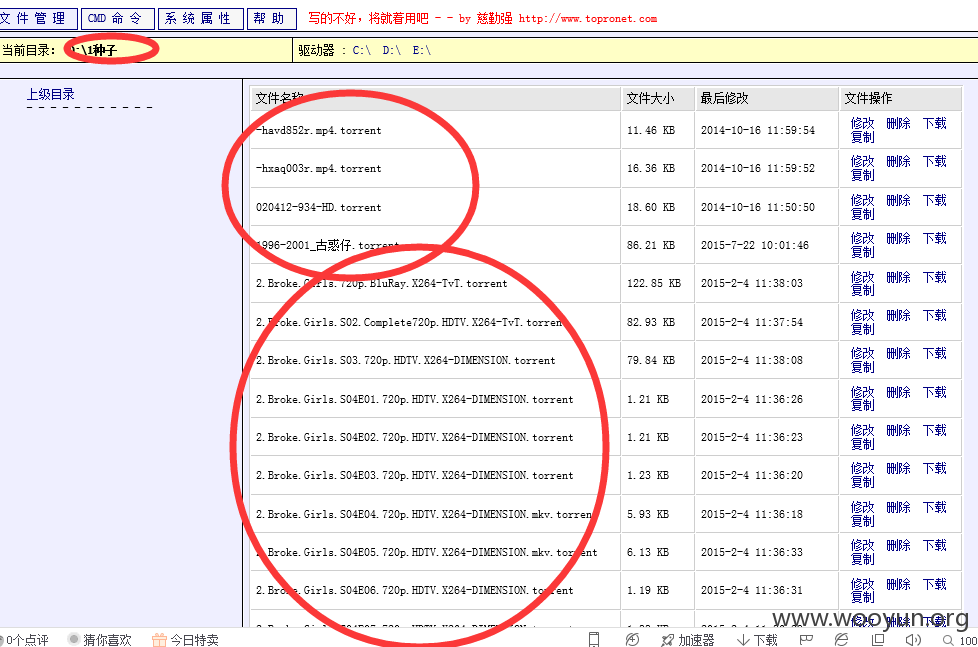 文件管理 CMD命令 系统属性 帮助 写的不好，将就着用吧 - - by 慈勤强 http://www.topronet.com
当前目录： D:\1种子 驱动器 : C:\ D:\ E:\
上级目录
文件名称 文件大小 最后修改 文件操作
-havd852r.mp4.torrent 11.46 KB 2014-10-16 11:59:54 修改 删除 下载
复制
-hxaq003r.mp4.torrent 16.36 KB 2014-10-16 11:59:52 修改 删除 下载
复制
020412-934-HD.torrent 18.60 KB 2014-10-16 11:50:50 修改 删除 下载
复制
1996-2001_古惑仔.torrent 86.21 KB 2015-7-22 10:01:46 修改 删除 下载
复制
2.Broke.Girls.720p.BluRay.X264-TvT.torrent 122.85 KB 2015-2-4 11:38:03 修改 删除 下载
复制
2.Broke.Girls.S02.Complete720p.HDTV.X264-TvT.torrent 82.93 KB 2015-2-4 11:37:54 修改 删除 下载
复制
2.Broke.Girls.S03.720p.HDTV.X264-DIMENSION.torrent 79.84 KB 2015-2-4 11:38:08 修改 删除 下载
复制
2.Broke.Girls.S04E01.720p.HDTV.X264-DIMENSION.torrent 1.21 KB 2015-2-4 11:36:26 修改 删除 下载
复制
2.Broke.Girls.S04E02.720p.HDTV.X264-DIMENSION.torrent 1.21 KB 2015-2-4 11:36:23 修改 删除 下载
复制
2.Broke.Girls.S04E03.720p.HDTV.X264-DIMENSION.torrent 1.23 KB 2015-2-4 11:36:20 修改 删除 下载
复制
2.Broke.Girls.S04E04.720p.HDTV.X264-DIMENSION.mkv.torrent 5.93 KB 2015-2-4 11:36:18 修改 删除 下载
复制
2.Broke.Girls.S04E05.720p.HDTV.X264-DIMENSION.mkv.torrent 6.13 KB 2015-2-4 11:36:33 修改 删除 下载
复制
2.Broke.Girls.S04E06.720p.HDTV.X264-DIMENSION.torrent 1.19 KB 2015-2-4 11:36:31 修改 删除 下载
复制
www.wooyun.org
0个点评 猜你喜欢 今日特卖 加速器 下载 100